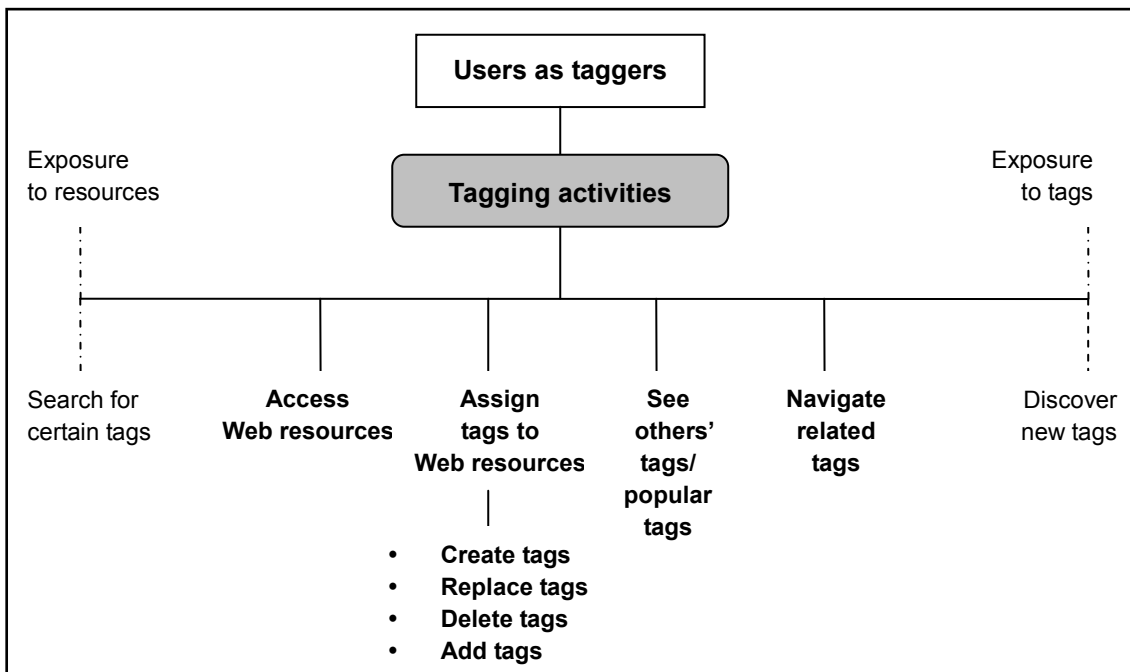 Users as taggers
Exposure
to resources
Exposure
to tags
Tagging activities
Search for
certain tags
Access
Web resources
Assign
tags to
Web resources
See
others’
tags/
popular
tags
Navigate
related
tags
Discover
new tags
• Create tags
• Replace tags
• Delete tags
• Add tags